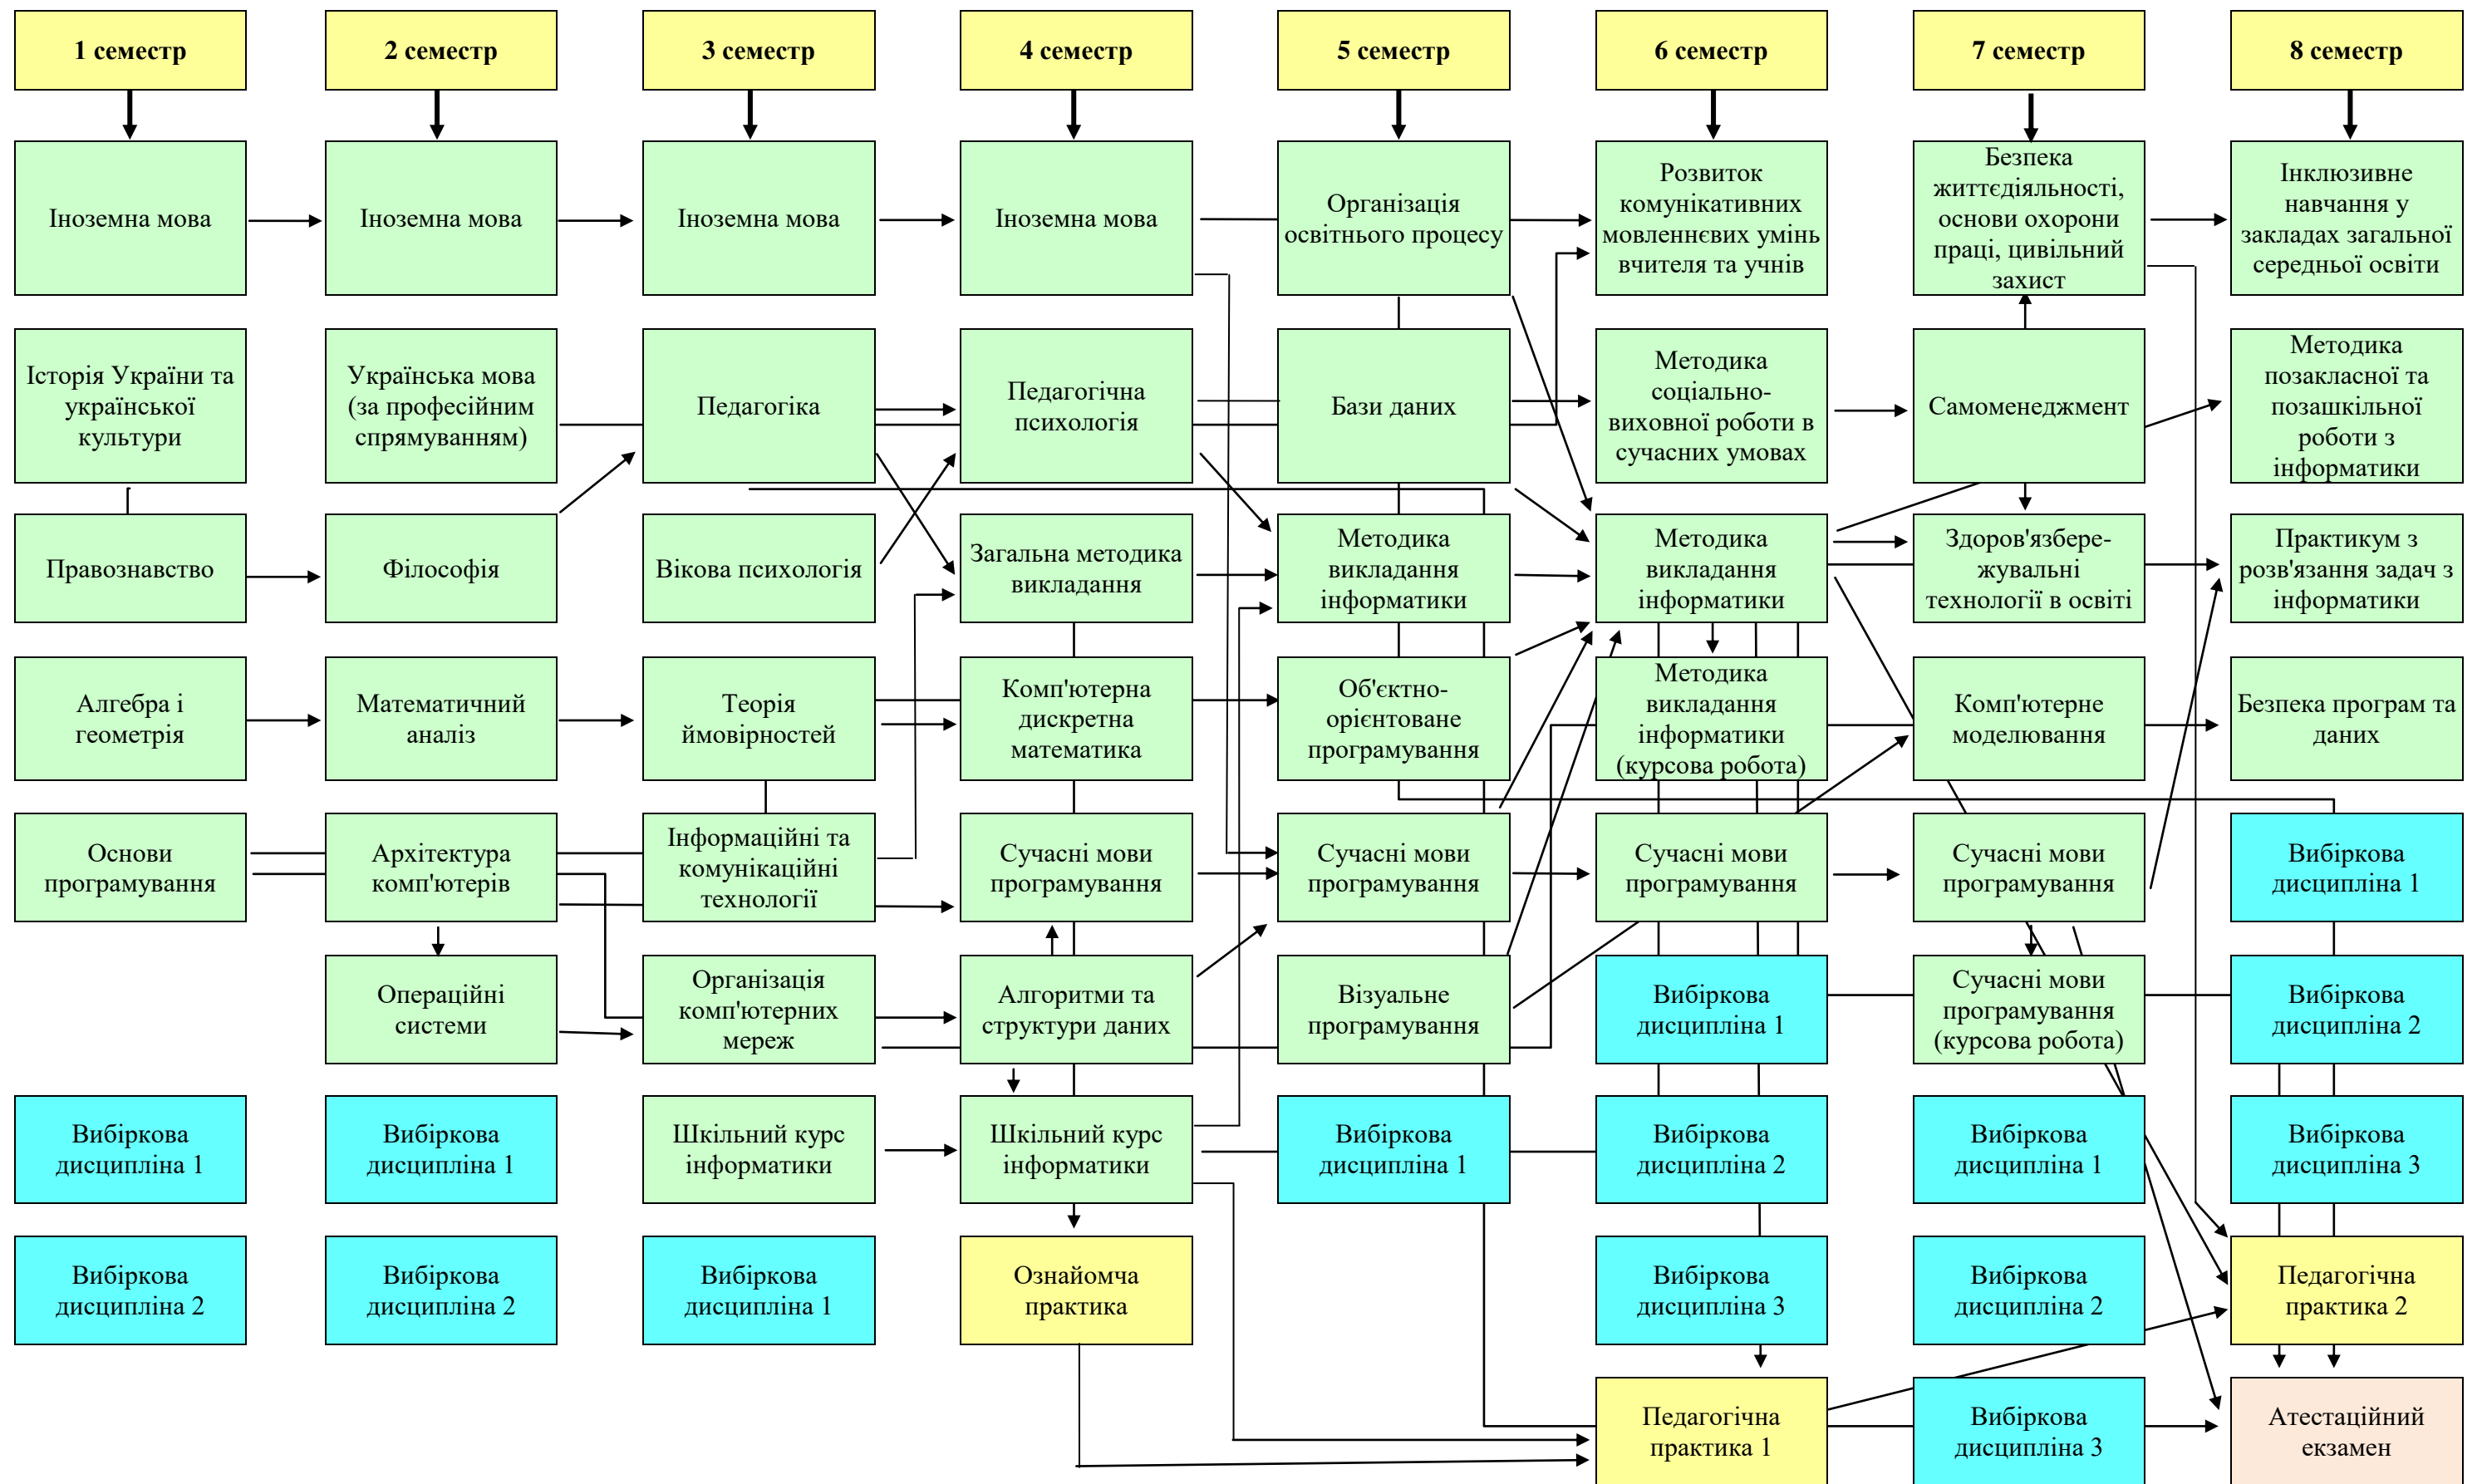 1 семестр
2 семестр
3 семестр
4 семестр
5 семестр
6 семестр
7 семестр
8 семестр
Іноземна мова
Іноземна мова
Іноземна мова
Іноземна мова
Організація
освітнього процесу
Розвиток
комунікативних
мовленнєвих умінь
вчителя та учнів
Безпека
життєдіяльності,
основи охорони
праці, цивільний
захист
Інклюзивне
навчання у
закладах загальної
середньої освіти
Історія України та
української
культури
Українська мова
(за професійним
спрямуванням)
Педагогіка
Педагогічна
психологія
Бази даних
Методика
соціально-
виховної роботи в
сучасних умовах
Самоменеджмент
Методика
позакласної та
позашкільної
роботи з
інформатики
Правознавство
Філософія
Вікова психологія
Загальна методика
викладання
Методика
викладання
інформатики
Методика
викладання
інформатики
Здоров'язбере-
жувальні
технології в освіті
Практикум з
розв'язання задач з
інформатики
Алгебра і
геометрія
Математичний
аналіз
Теорія
ймовірностей
Комп'ютерна
дискретна
математика
Об'єктно-
орієнтоване
програмування
Методика
викладання
інформатики
(курсова робота)
Комп'ютерне
моделювання
Безпека програм та
даних
Основи
програмування
Архітектура
комп'ютерів
Інформаційні та
комунікаційні
технології
Сучасні мови
програмування
Сучасні мови
програмування
Сучасні мови
програмування
Сучасні мови
програмування
Вибіркова
дисципліна 1
Операційні
системи
Організація
комп'ютерних
мереж
Алгоритми та
структури даних
Візуальне
програмування
Вибіркова
дисципліна 1
Сучасні мови
програмування
(курсова робота)
Вибіркова
дисципліна 2
Вибіркова
дисципліна 1
Вибіркова
дисципліна 1
Шкільний курс
інформатики
Шкільний курс
інформатики
Вибіркова
дисципліна 1
Вибіркова
дисципліна 2
Вибіркова
дисципліна 1
Вибіркова
дисципліна 3
Вибіркова
дисципліна 2
Вибіркова
дисципліна 2
Вибіркова
дисципліна 1
Ознайомча
практика
Вибіркова
дисципліна 3
Вибіркова
дисципліна 2
Педагогічна
практика 2
Педагогічна
практика 1
Вибіркова
дисципліна 3
Атестаційний
екзамен